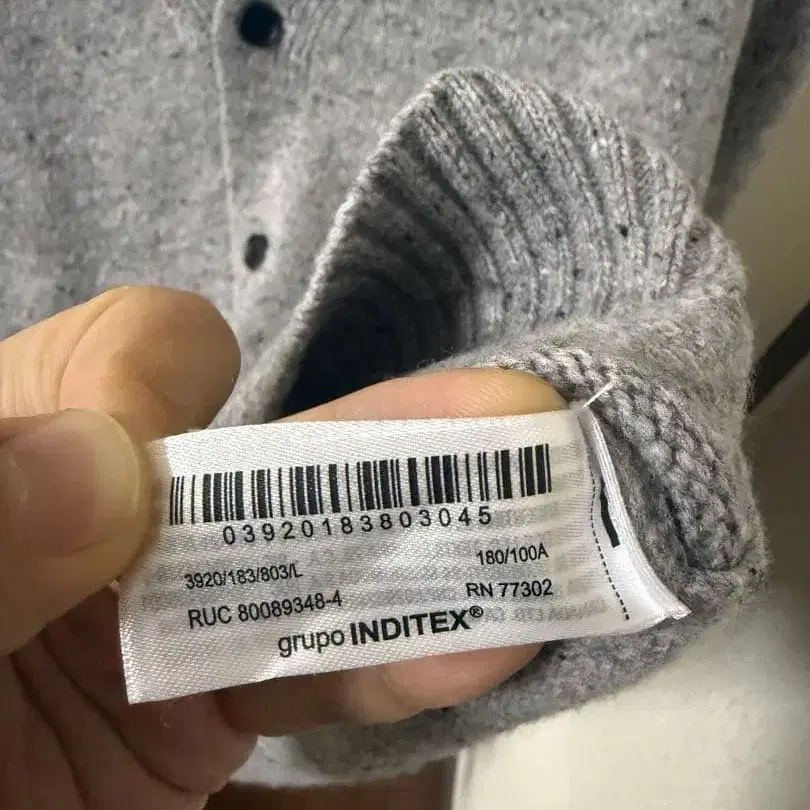 03920183803045
3920/183/803/L 180/100A
RUC 80089348-4 RN 77302
grupo INDITEX®